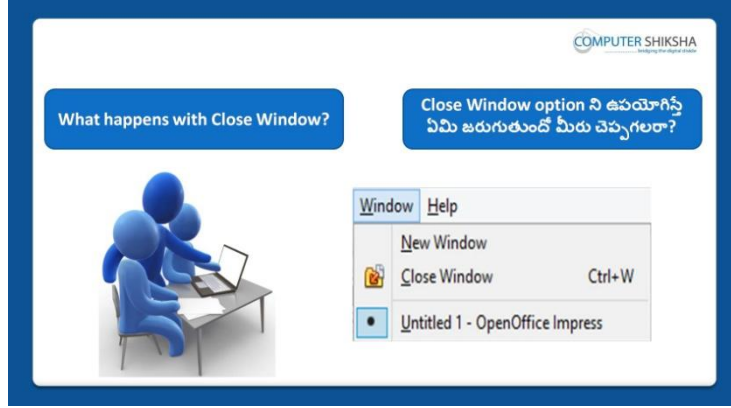 COMPUTER SHIKSHA
bridging the digital divide
What happens with Close Window?
Close Window option ని ఉపయోగిస్తే
ఏమి జరుగుతుందో మీరు చెప్పగలరా?
Window Help
New Window
Close Window Ctrl+W
Untitled 1 - OpenOffice Impress